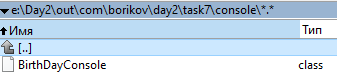 e:\Day2\out\com\borikov\day2\task7\console\*.*
Имя Тип
[..]
BirthDayConsole class